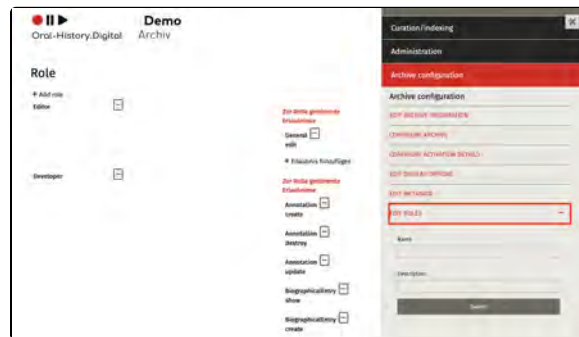 Oral-History.Digital
Demo
Archiv
Role
+ Add role
Editor
Zur Rolle gehörende
Erlaubnisse
General
edit
+ Erlaubnis hinzufügen
Developer
Zur Rolle gehörende
Erlaubnisse
Annotation
create
Annotation
destroy
Annotation
update
BiographicalEntry
show
BiographicalEntry
create
Curation/indexing
Administration
Archive configuration
Archive configuration
EDIT ARCHIVE INFORMATION
CONFIGURE ARCHIVE
CONFIGURE ACTIVATION DETAILS
EDIT DISPLAY OPTIONS
EDIT METADATA
EDIT ROLES
Name
Description
Submit